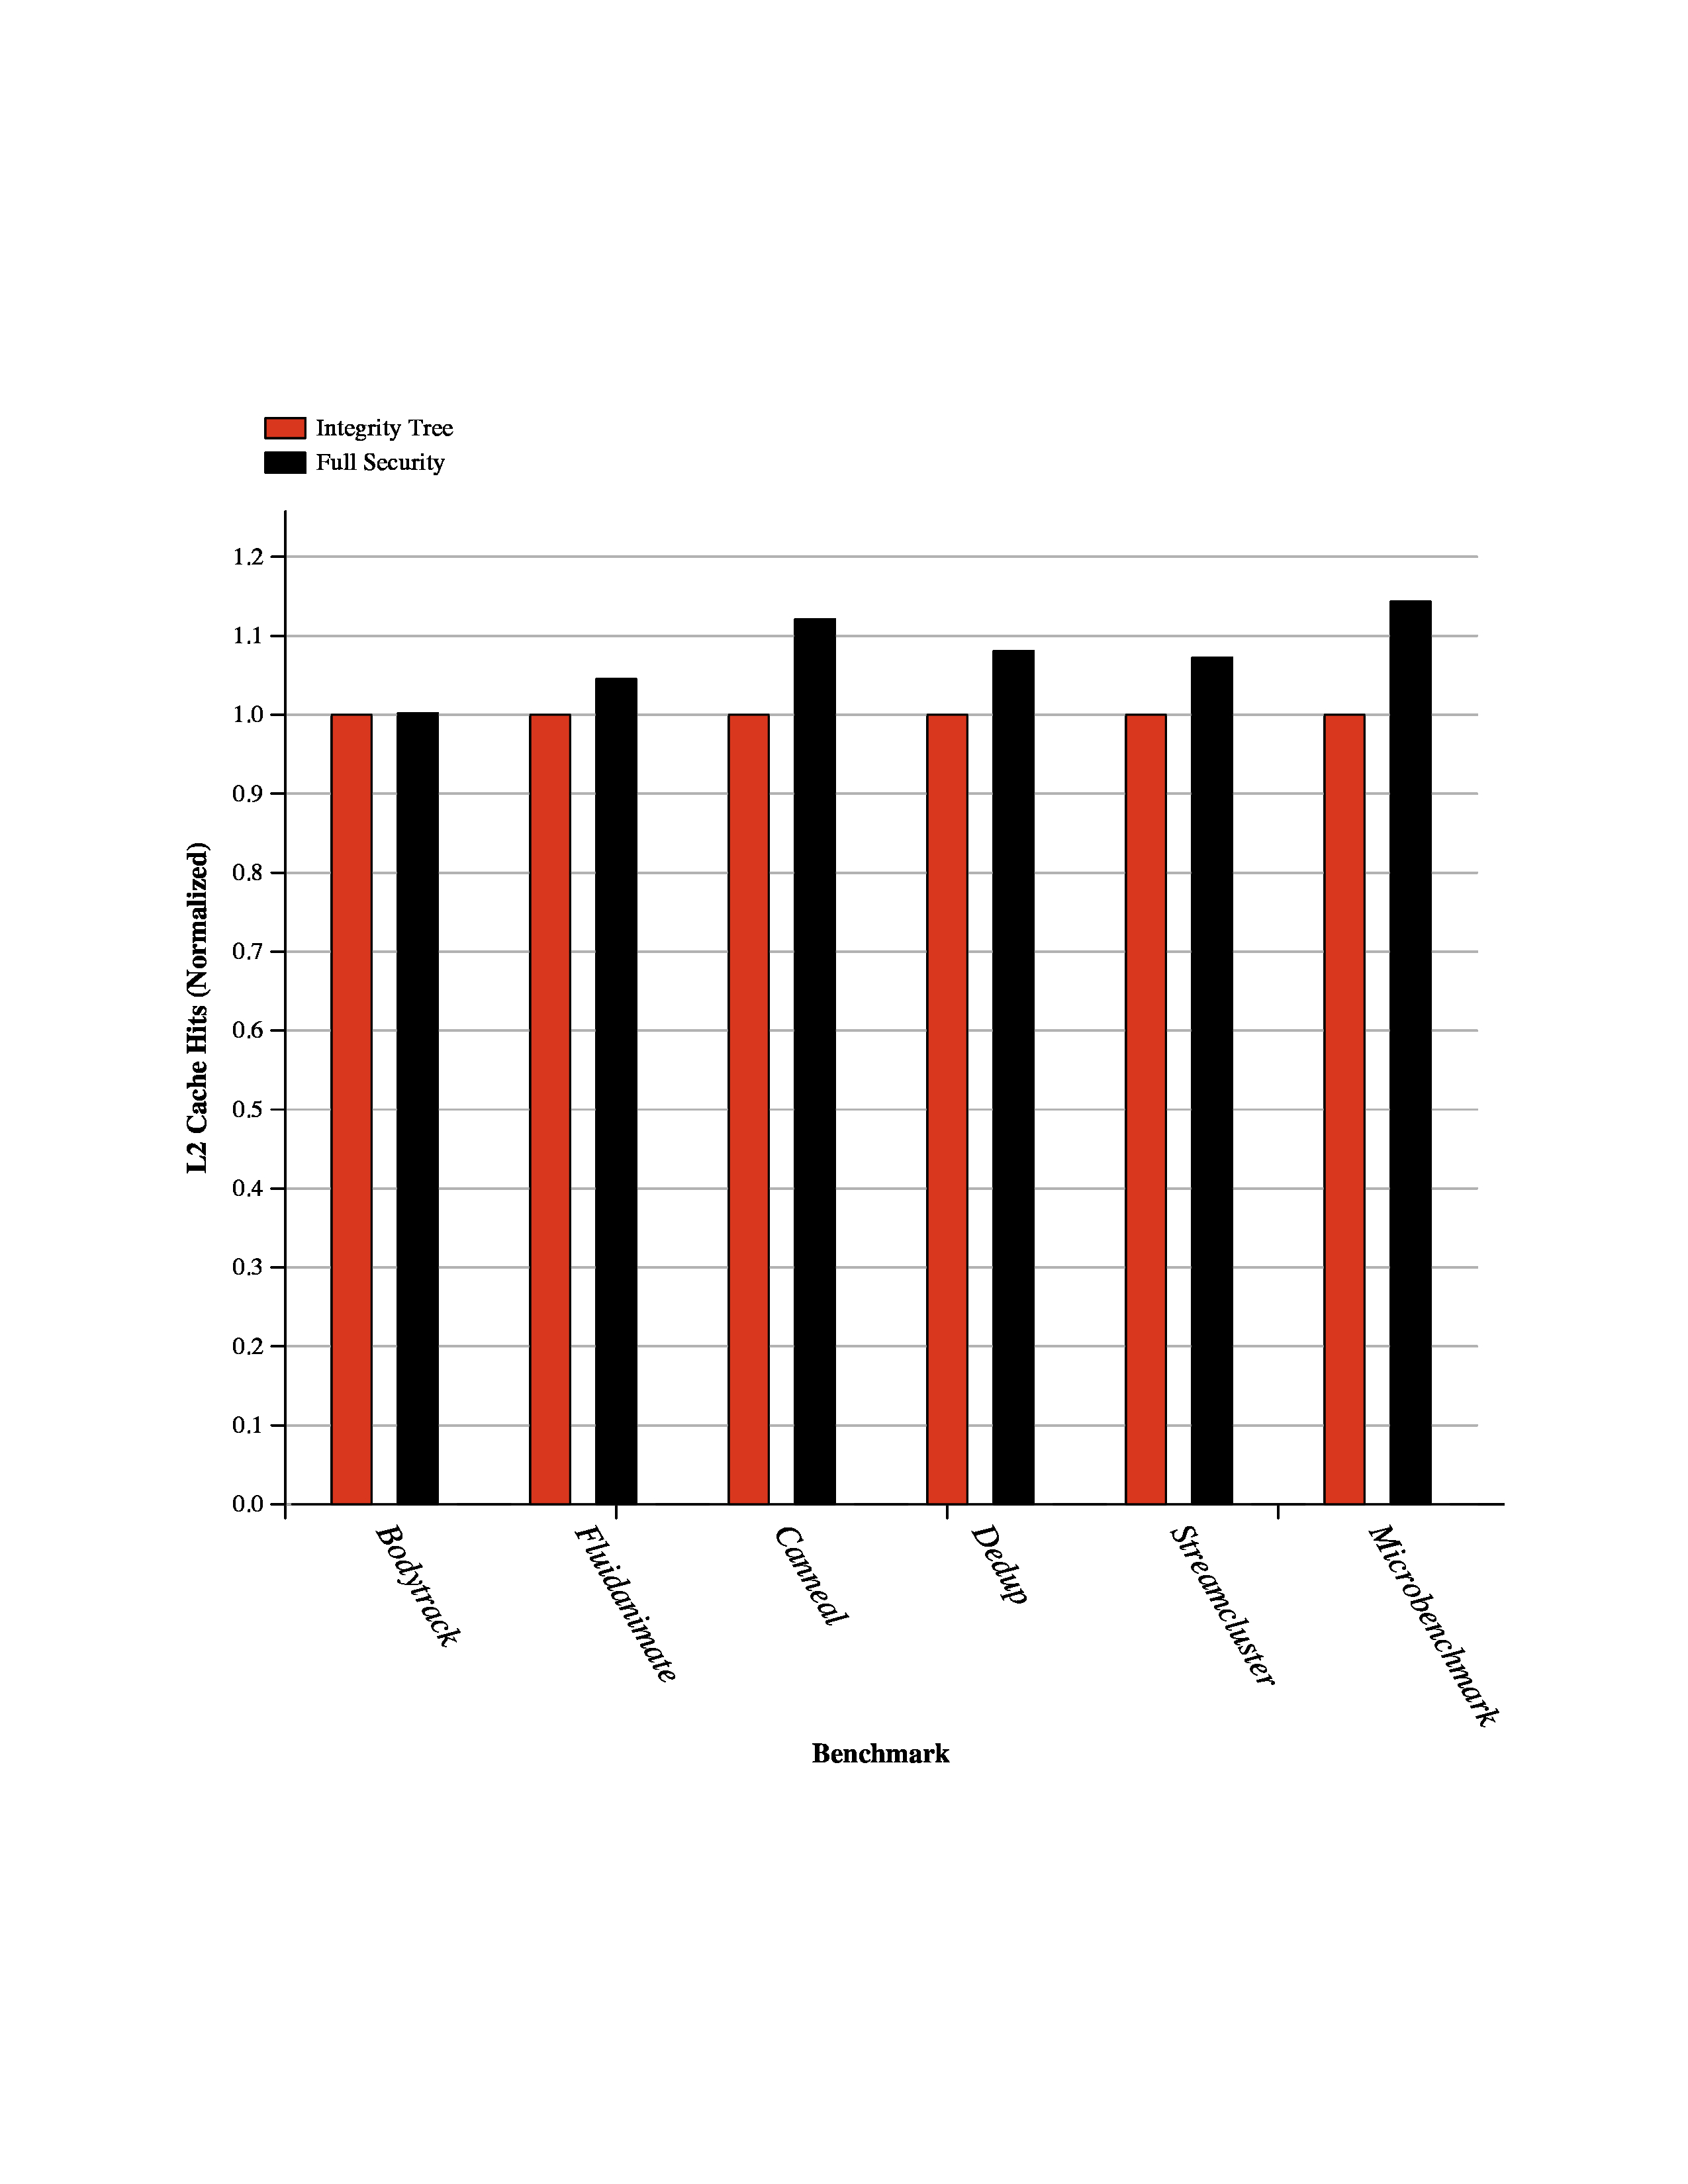 Integrity Tree
Full Security
1.2
1.1
1.0
0.9
0.8
0.7
0.6
0.5
0.4
0.3
0.2
0.1
0.0
L2 Cache Hits (Normalized)
Bodytrack
Fluidanimate
Canneal
Dedup
Streamcluster
Microbenchmark
Benchmark